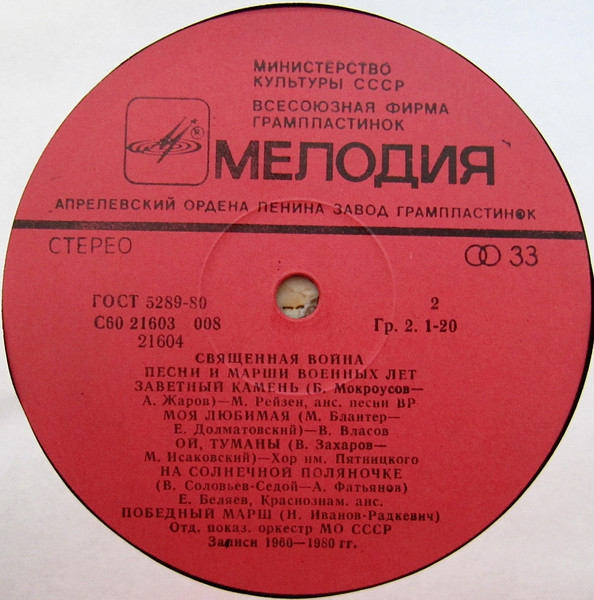 МИНИСТЕРСТВО
КУЛЬТУРЫ СССР
ВСЕСОЮЗНАЯ ФИРМА
ГРАМПЛАСТИНОК
®
МЕЛОДИЯ
АПРЕЛЕВСКИЙ ОРДЕНА ЛЕНИНА ЗАВОД ГРАМПЛАСТИНОК
СТЕРЕО
33
ГОСТ 5289-80
2
С60 21603 008
Гр. 2. 1-20
21604
СВЯЩЕННАЯ ВОЙНА
ПЕСНИ И МАРШИ ВОЕННЫХ ЛЕТ
ЗАВЕТНЫЙ КАМЕНЬ (Б. Мокроусов—
А. Жаров)—М. Рейзен, анс. песни ВР
МОЯ ЛЮБИМАЯ (М. Блантер—
Е. Долматовский)—В. Власов
ОЙ, ТУМАНЫ (В. Захаров—
М. Исаковский)—Хор им. Пятницкого
НА СОЛНЕЧНОЙ ПОЛЯНОЧКЕ
(В. Соловьев-Седой—А. Фатьянов)
Е. Беляев, Краснознам. анс.
ПОБЕДНЫЙ МАРШ (Н. Иванов-Радкевич)
Отд. показ. оркестр МО СССР
Записи 1960—1980 гг.